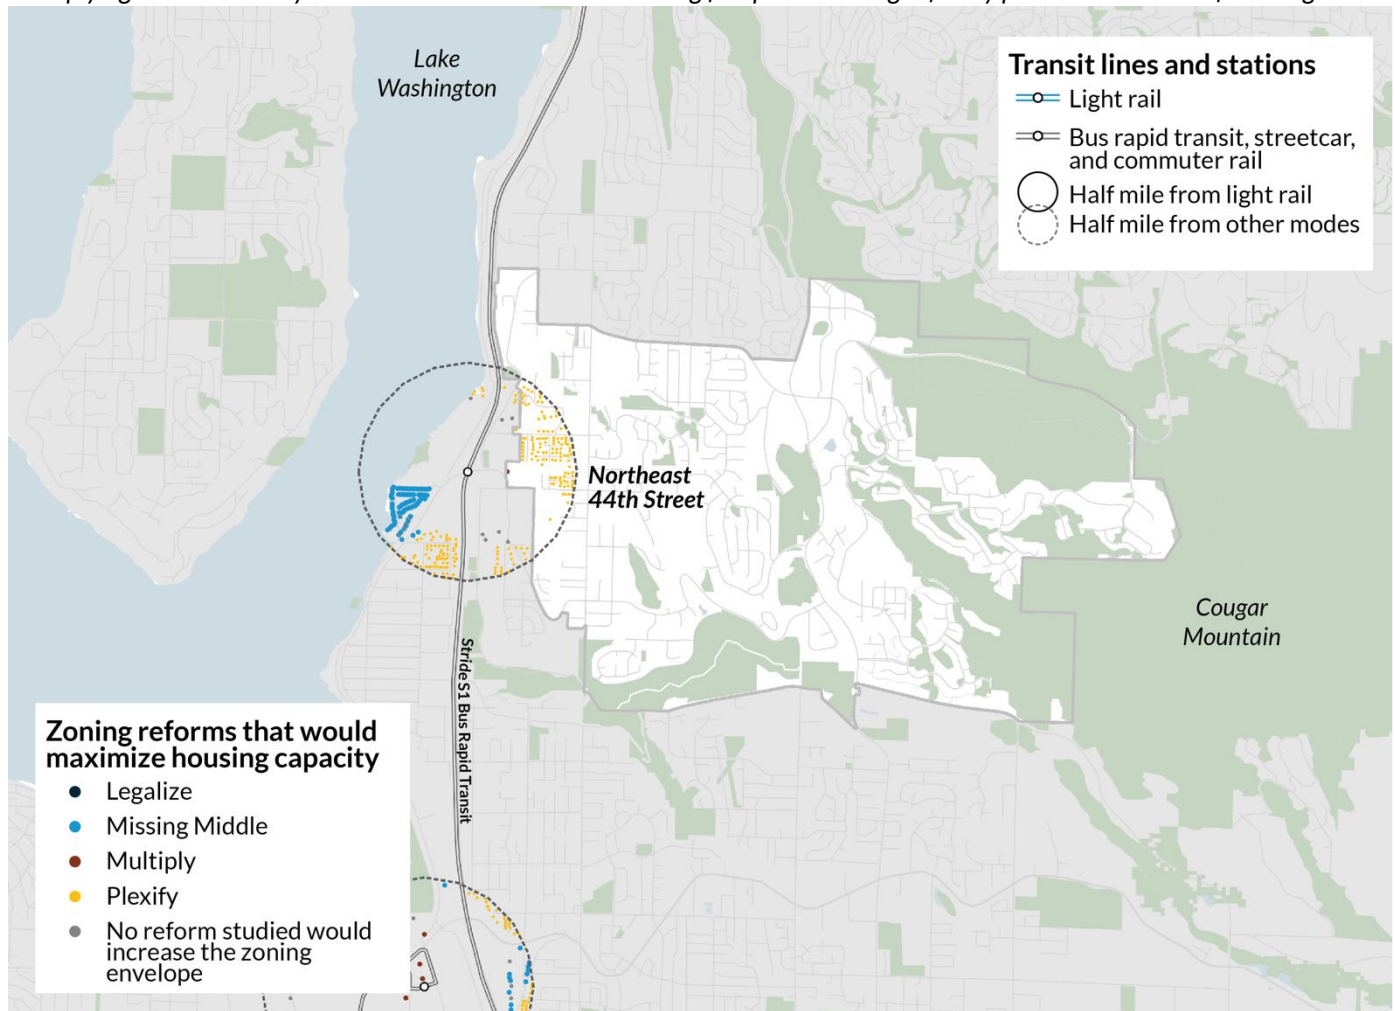 Lake
Washington
Transit lines and stations
Light rail
Bus rapid transit, streetcar,
and commuter rail
Half mile from light rail
Half mile from other modes
Northeast
44th Street
Cougar
Mountain
Stride S1 Bus Rapid Transit
Zoning reforms that would
maximize housing capacity
Legalize
Missing Middle
Multiply
Plexify
No reform studied would
increase the zoning
envelope